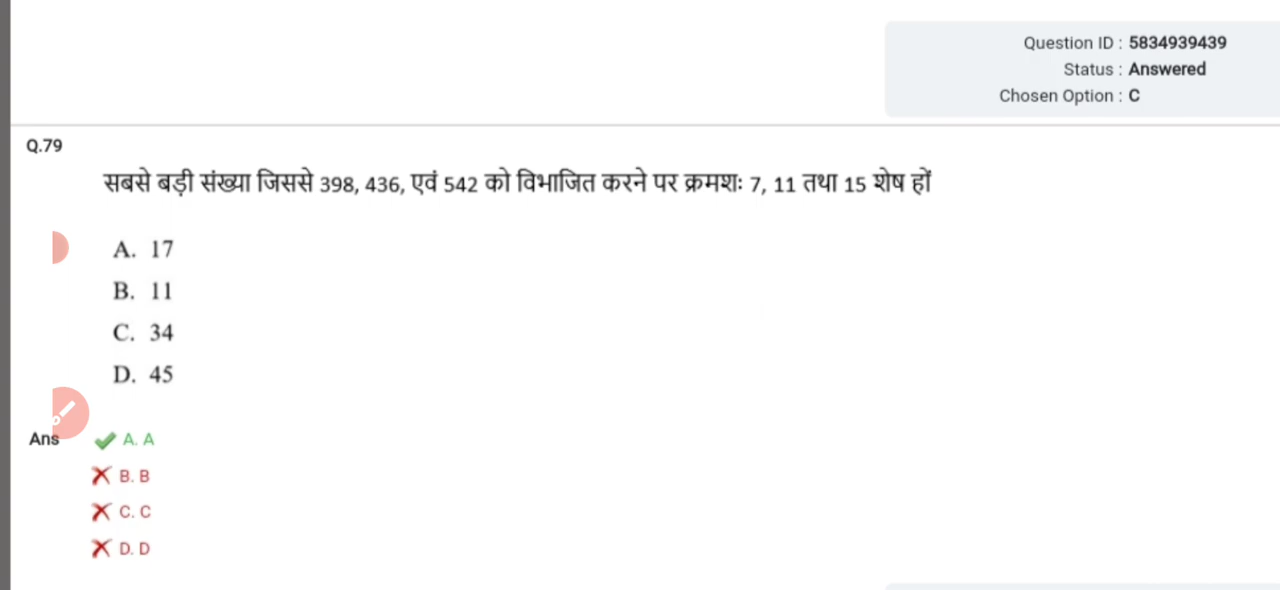 Question ID : 5834939439
Status : Answered
Chosen Option : C
Q.79
सबसे बड़ी संख्या जिससे 398, 436, एवं 542 को विभाजित करने पर क्रमशः 7, 11 तथा 15 शेष हों
A. 17
B. 11
C. 34
D. 45
Ans A. A
B. B
C. C
D. D